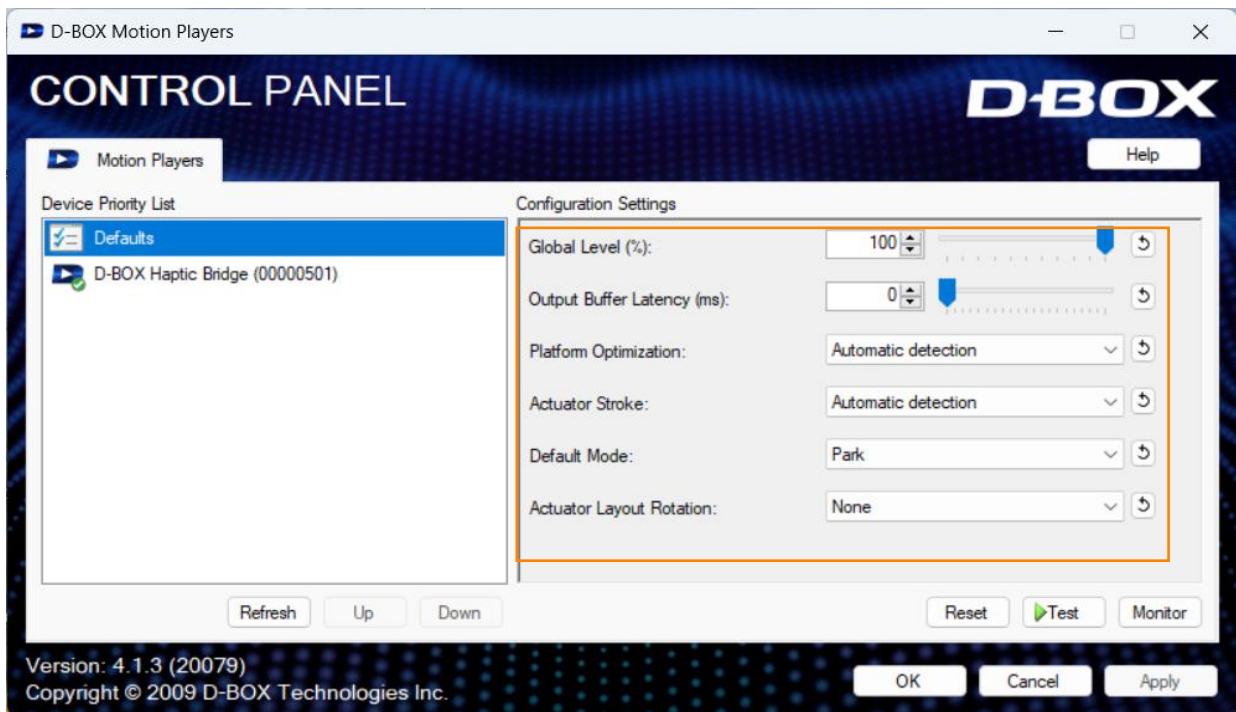 D-BOX Motion Players
CONTROL PANEL
D-BOX
Motion Players
Help
Device Priority List
Defaults
D-BOX Haptic Bridge (00000501)
Configuration Settings
Global Level (%): 100
Output Buffer Latency (ms): 0
Platform Optimization: Automatic detection
Actuator Stroke: Automatic detection
Default Mode: Park
Actuator Layout Rotation: None
Refresh Up Down
Reset Test Monitor
Version: 4.1.3 (20079)
Copyright © 2009 D-BOX Technologies Inc.
OK Cancel Apply